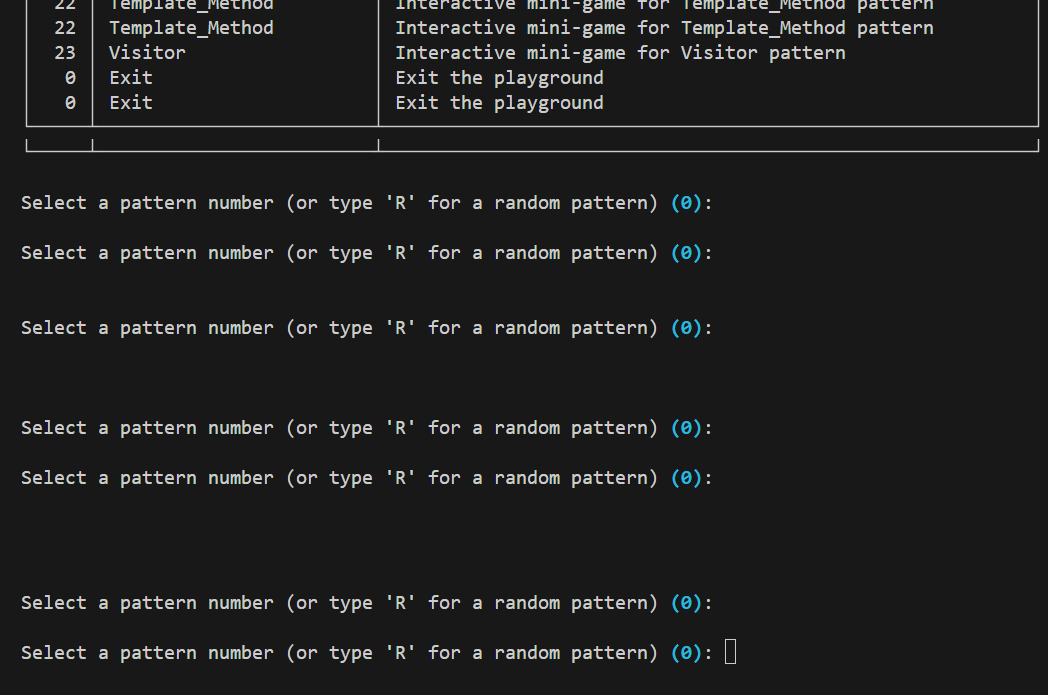 22 Template_Method Interactive mini-game for Template_Method pattern
22 Template_Method Interactive mini-game for Template_Method pattern
23 Visitor Interactive mini-game for Visitor pattern
0 Exit Exit the playground
0 Exit Exit the playground
Select a pattern number (or type 'R' for a random pattern) (0):
Select a pattern number (or type 'R' for a random pattern) (0):
Select a pattern number (or type 'R' for a random pattern) (0):
Select a pattern number (or type 'R' for a random pattern) (0):
Select a pattern number (or type 'R' for a random pattern) (0):
Select a pattern number (or type 'R' for a random pattern) (0):
Select a pattern number (or type 'R' for a random pattern) (0):